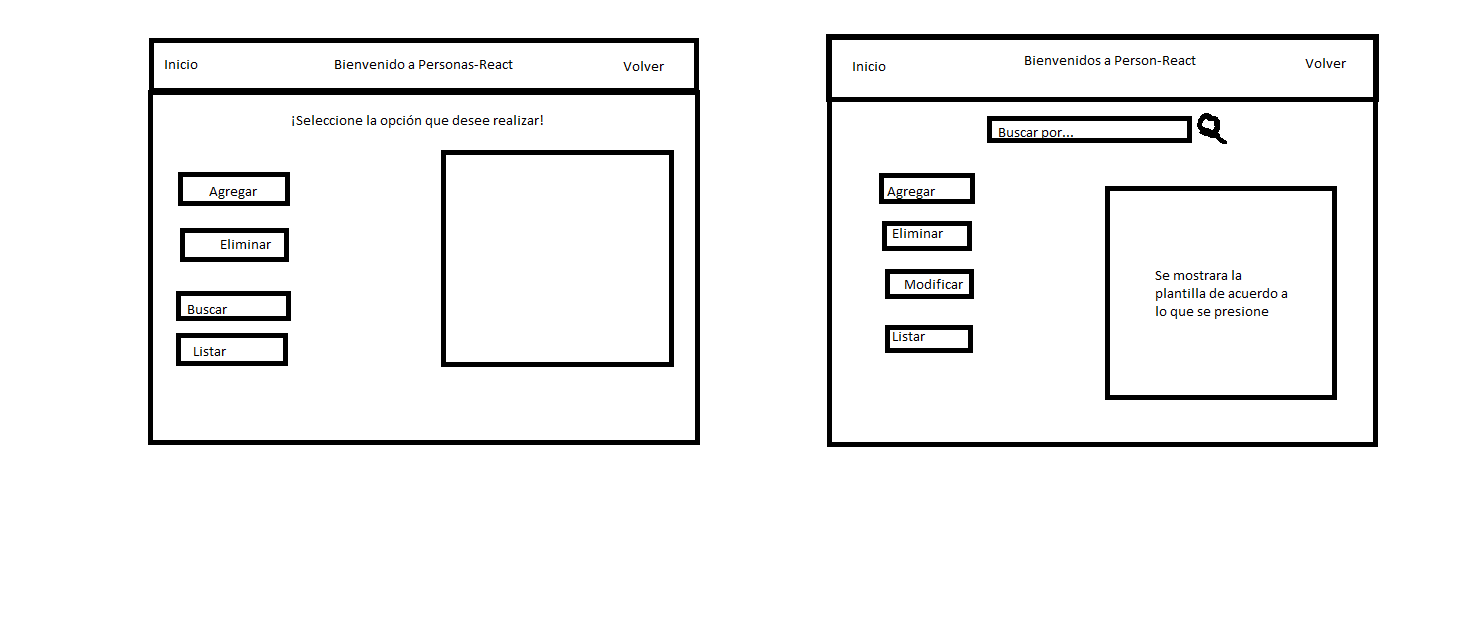 Inicio
Bienvenido a Personas-React
Volver
¡Seleccione la opción que desee realizar!
Agregar
Eliminar
Buscar
Listar
Inicio
Bienvenidos a Person-React
Volver
Buscar por...
Agregar
Eliminar
Modificar
Listar
Se mostrara la
plantilla de acuerdo a
lo que se presione